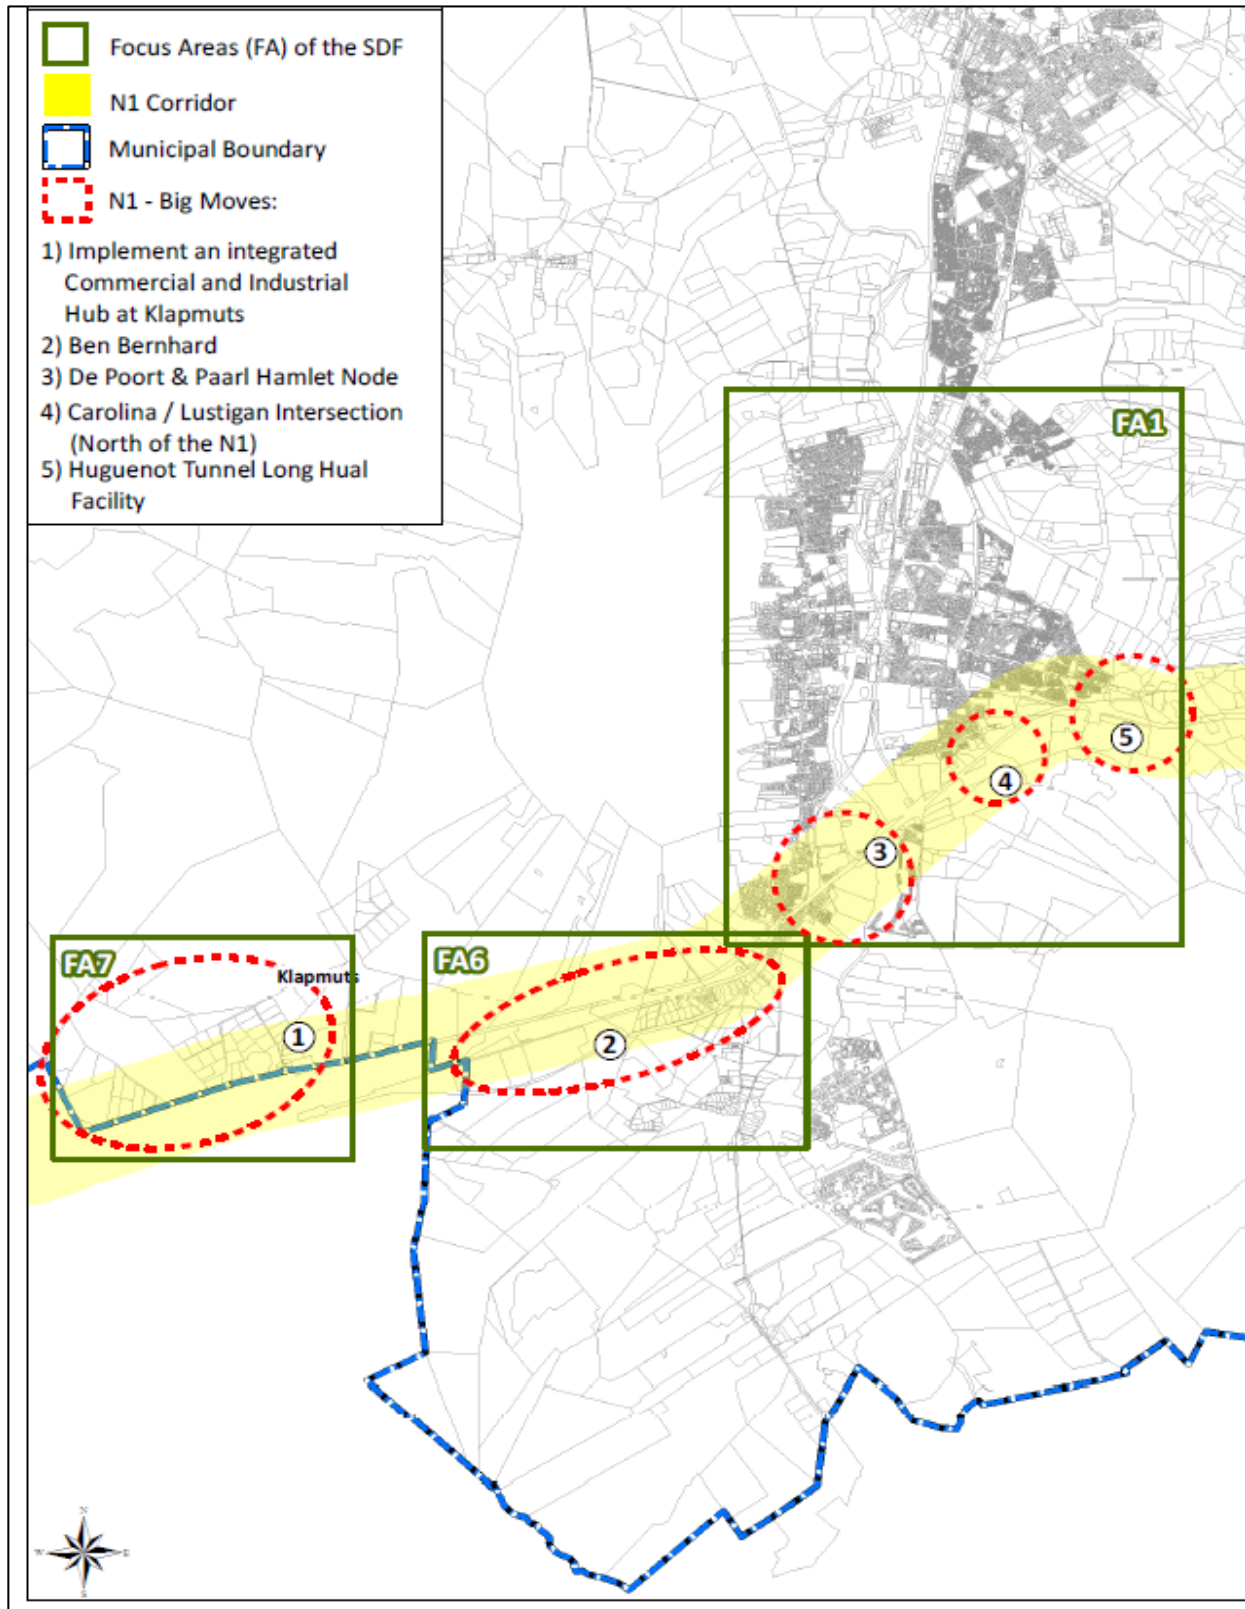 Focus Areas (FA) of the SDF
N1 Corridor
Municipal Boundary
N1 - Big Moves:
1) Implement an integrated
Commercial and Industrial
Hub at Klapmuts
2) Ben Bernhard
3) De Poort & Paarl Hamlet Node
4) Carolina / Lustigan Intersection
(North of the N1)
5) Huguenot Tunnel Long Hual
Facility
FA1
5
4
3
FA7
Klapmuts
1
FA6
2
N
W
E
S